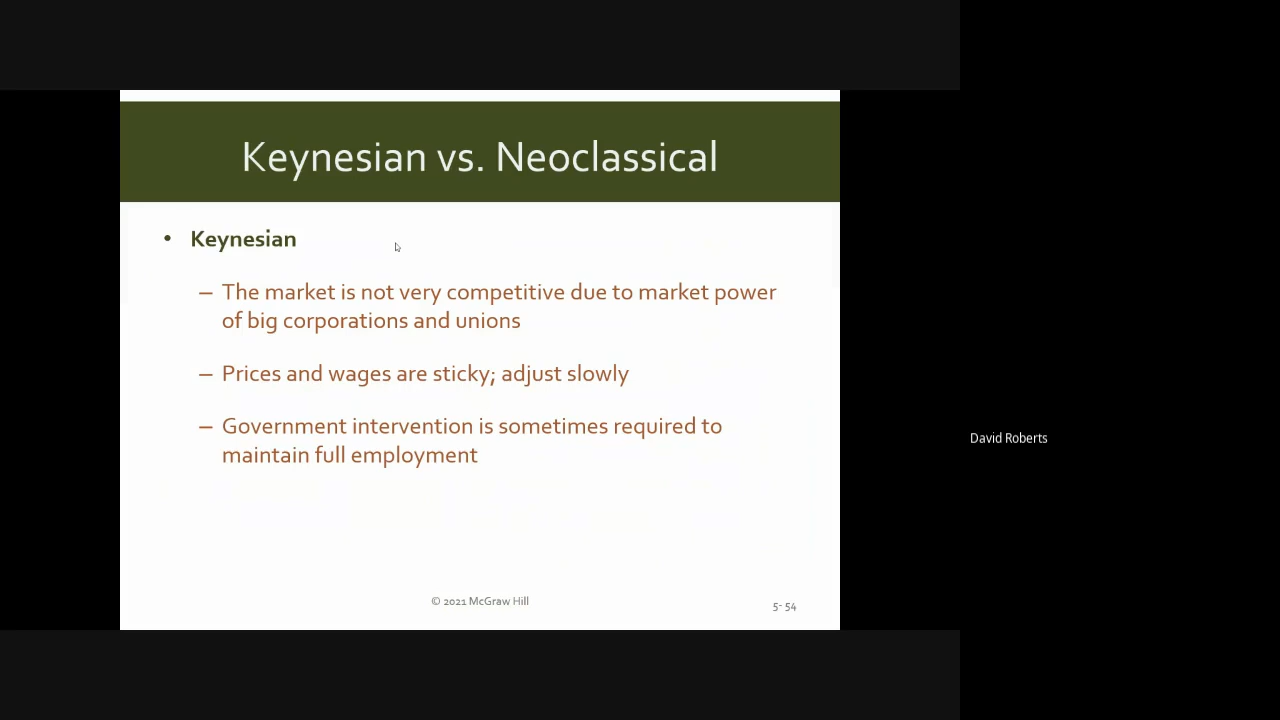 Keynesian vs. Neoclassical
• Keynesian
– The market is not very competitive due to market power
of big corporations and unions
– Prices and wages are sticky; adjust slowly
– Government intervention is sometimes required to
maintain full employment
David Roberts
© 2021 McGraw Hill
5- 54